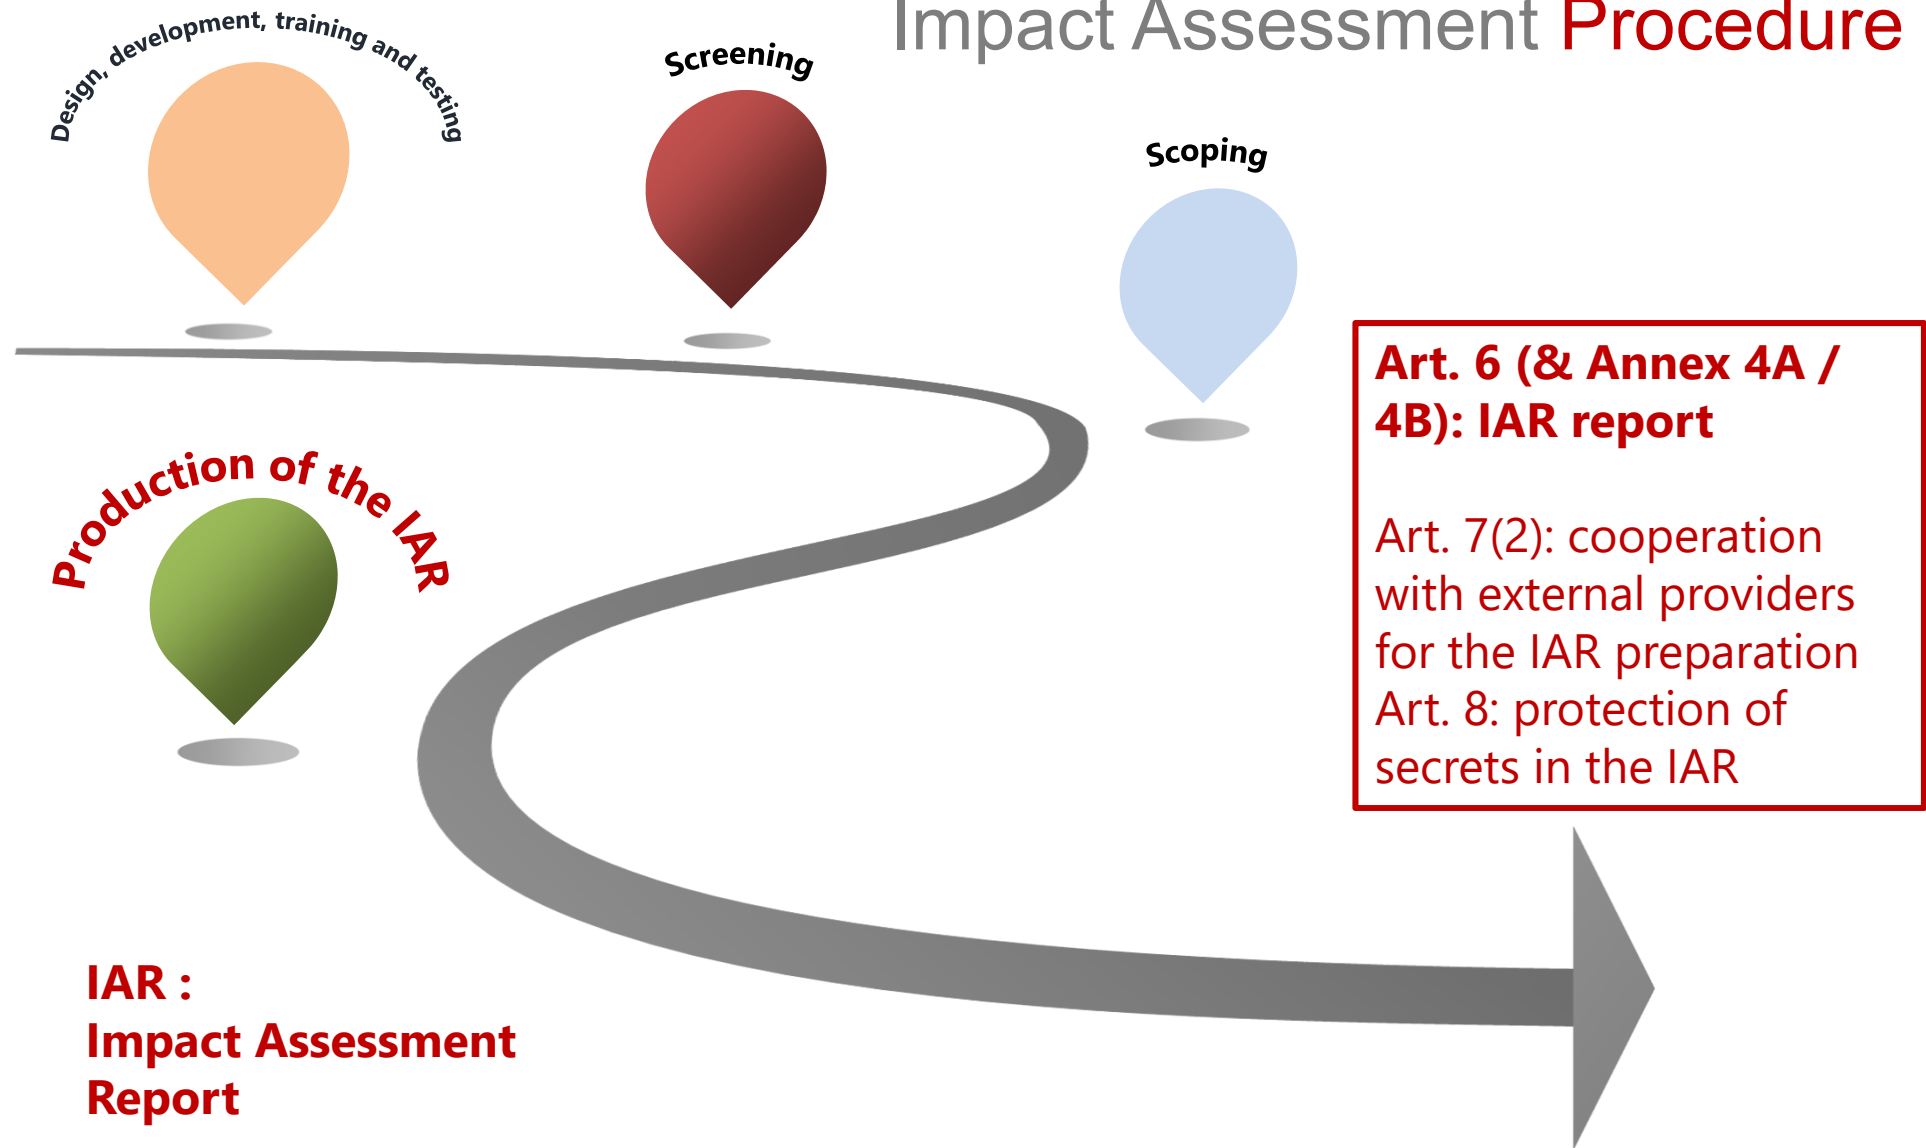 Impact Assessment Procedure
Design, development, training and testing
Screening
Scoping
Art. 6 (& Annex 4A /
4B): IAR report
Art. 7(2): cooperation
with external providers
for the IAR preparation
Art. 8: protection of
secrets in the IAR
Production of the IAR
IAR :
Impact Assessment
Report